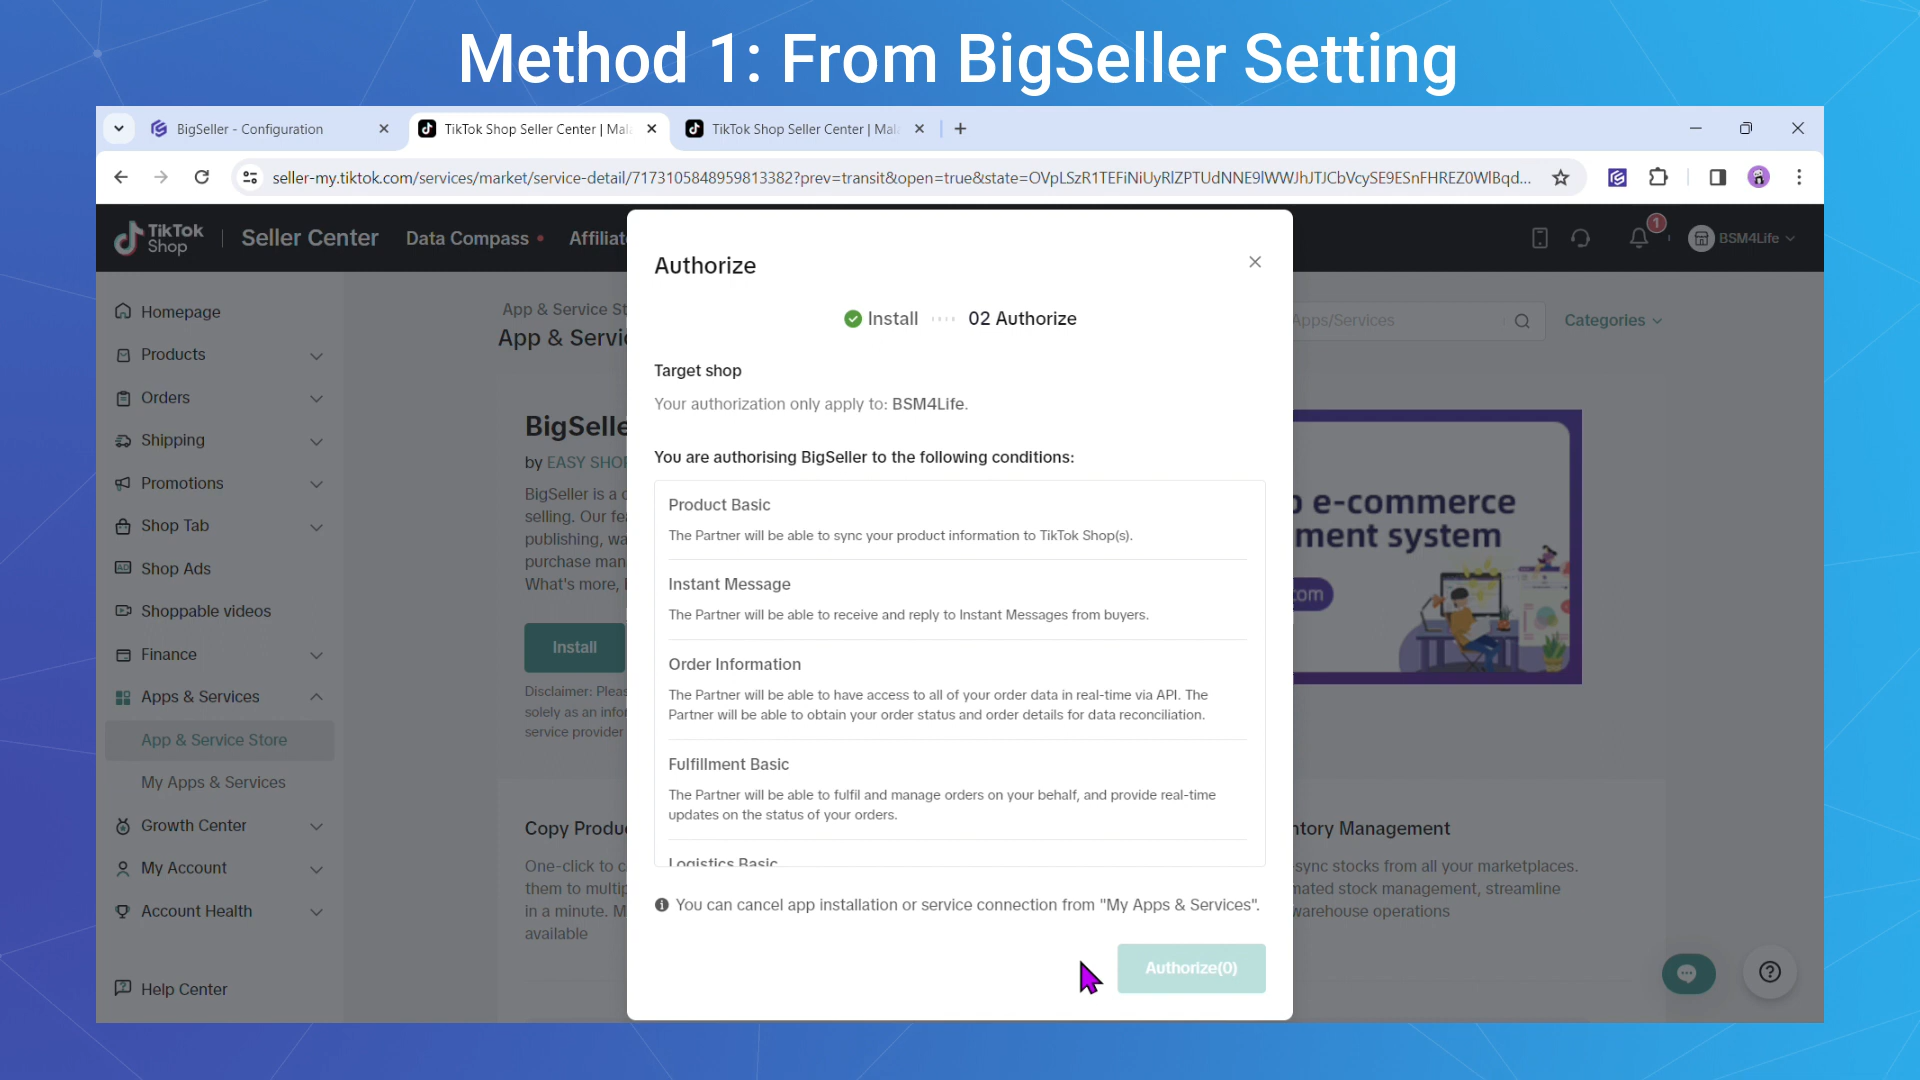 Method 1: From BigSeller Setting
BigSeller - Configuration
TikTok Shop Seller Center | Mala
TikTok Shop Seller Center | Mala
seller-my.tiktok.com/services/market/service-detail/7173105848959813382?prev=transit&open=true&state=OVpLSzR1TEFiNiUyRlZPTUdNNE9lWWJhJTJCbVcySE9ESnFHREZ0WlBqd...
TikTok Shop
Seller Center
Data Compass
Affiliat
1
BSM4Life
Homepage
Products
Orders
Shipping
Promotions
Shop Tab
Shop Ads
Shoppable videos
Finance
Apps & Services
App & Service Store
My Apps & Services
Growth Center
My Account
Account Health
Help Center
App & Service St
App & Servi
Apps/Services
Categories
BigSelle
by EASY SHOP
BigSeller is a
selling. Our fea
publishing, wa
purchase man
What's more,
Install
Disclaimer: Pleas
solely as an infor
service provider
Copy Produ
One-click to c
them to multip
in a minute. M
available
Authorize
Install
02 Authorize
Target shop
Your authorization only apply to: BSM4Life.
You are authorising BigSeller to the following conditions:
Product Basic
The Partner will be able to sync your product information to TikTok Shop(s).
Instant Message
The Partner will be able to receive and reply to Instant Messages from buyers.
Order Information
The Partner will be able to have access to all of your order data in real-time via API. The
Partner will be able to obtain your order status and order details for data reconciliation.
Fulfillment Basic
The Partner will be able to fulfil and manage orders on your behalf, and provide real-time
updates on the status of your orders.
Logistics Basic
You can cancel app installation or service connection from "My Apps & Services".
Authorize(0)
e-commerce
ment system
com
ntory Management
sync stocks from all your marketplaces.
mated stock management, streamline
warehouse operations